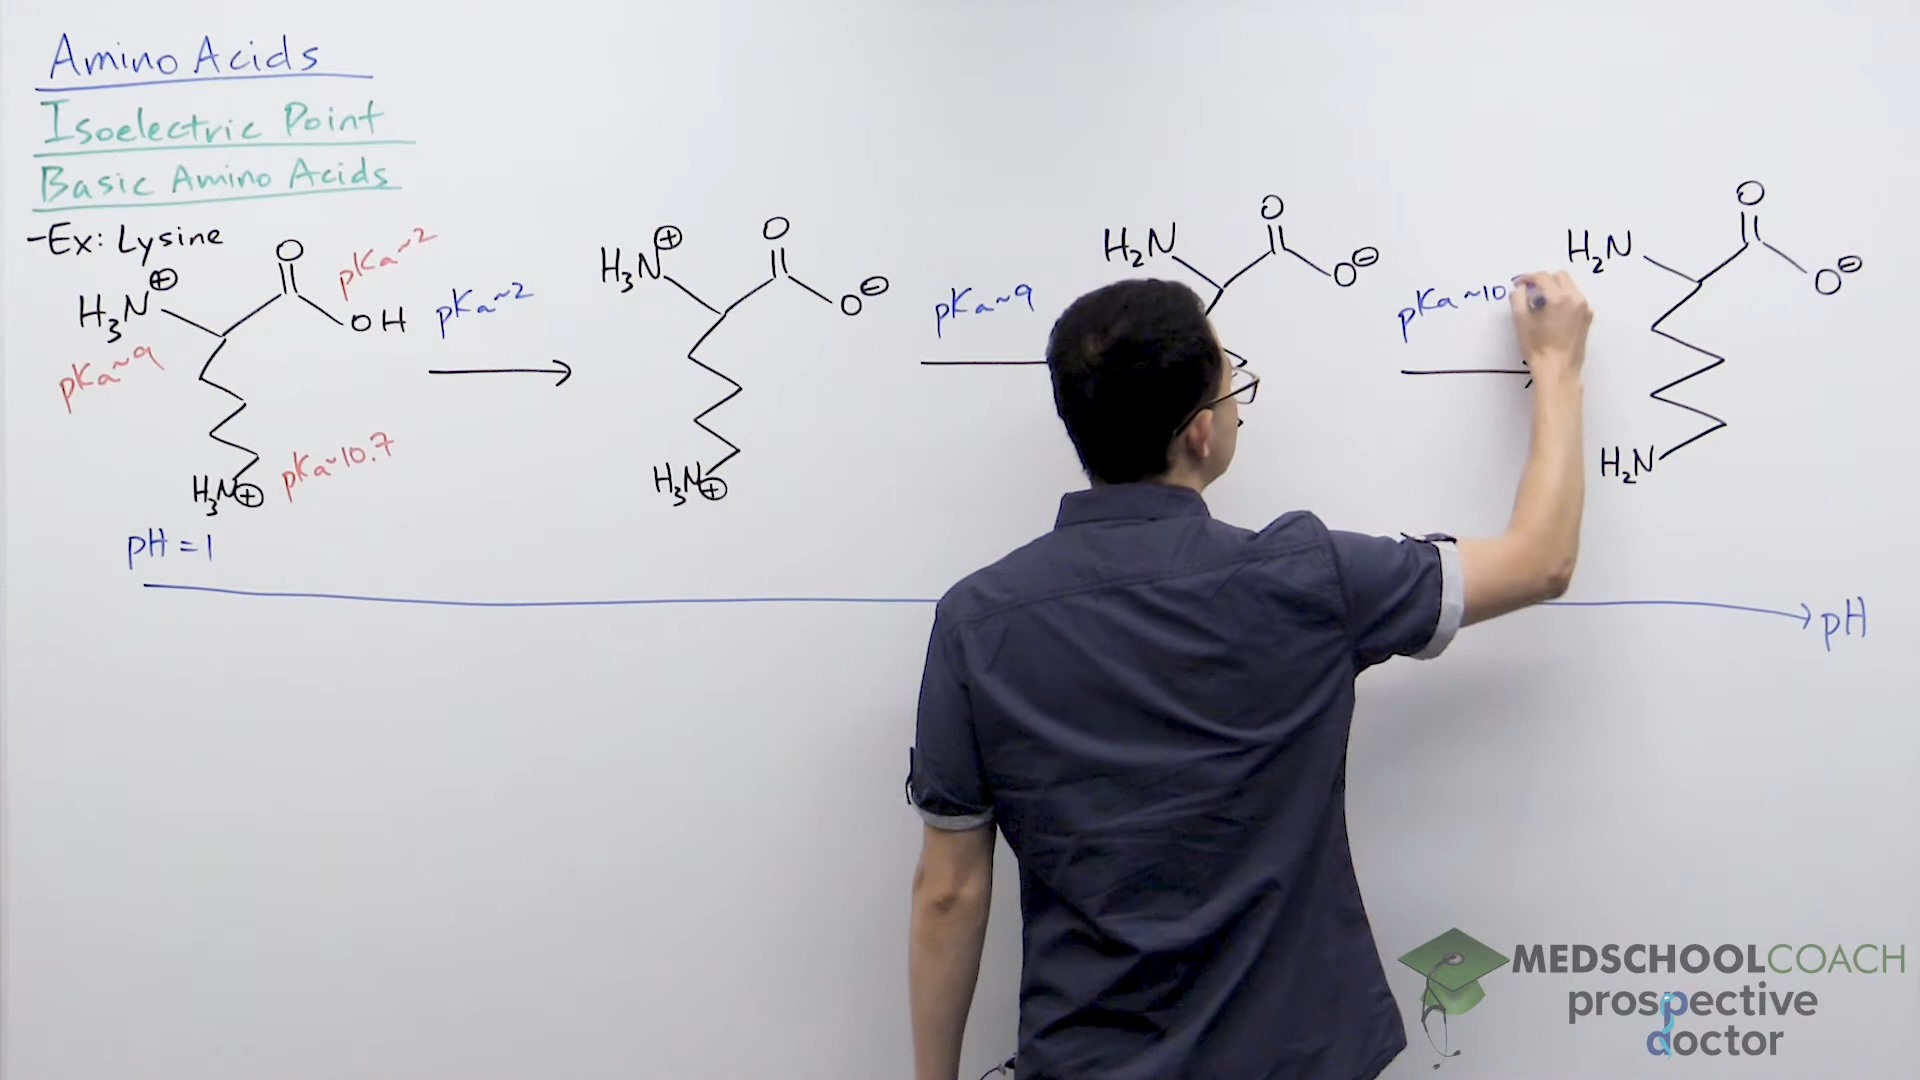 Amino Acids
Isoelectric Point
Basic Amino Acids
-Ex: Lysine
H₃N⊕ O OH
pKa~2
pKa~9
pKa~10.7
H₃N⊕
pH = 1
pKa~2
H₃N⊕ O O⊖
H₃N⊕
pKa~9
H₂N O O⊖
pKa~10
H₂N O O⊖
H₂N
pH
MEDSCHOOLCOACH
prospective
doctor